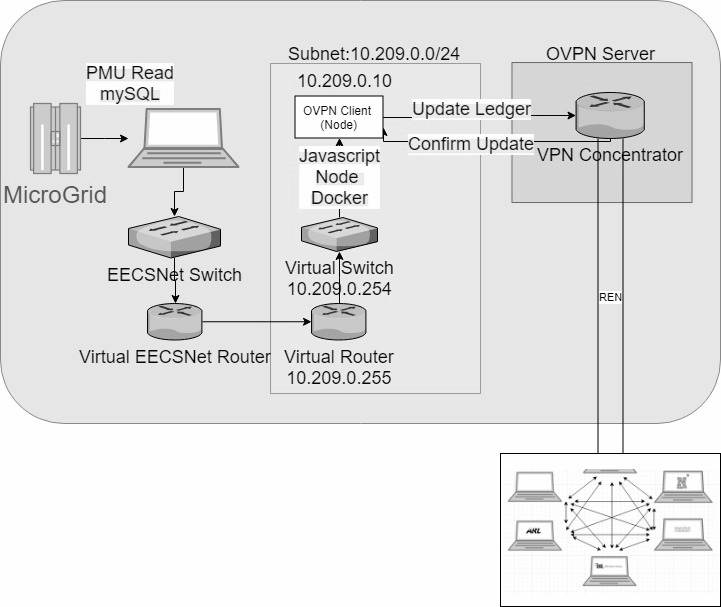 Subnet:10.209.0.0/24
OVPN Server
PMU Read
mySQL
10.209.0.10
OVPN Client
(Node)
Update Ledger
Confirm Update
VPN Concentrator
MicroGrid
Javascript
Node
Docker
EECSNet Switch
Virtual Switch
10.209.0.254
REN
Virtual EECSNet Router
Virtual Router
10.209.0.255
ARL